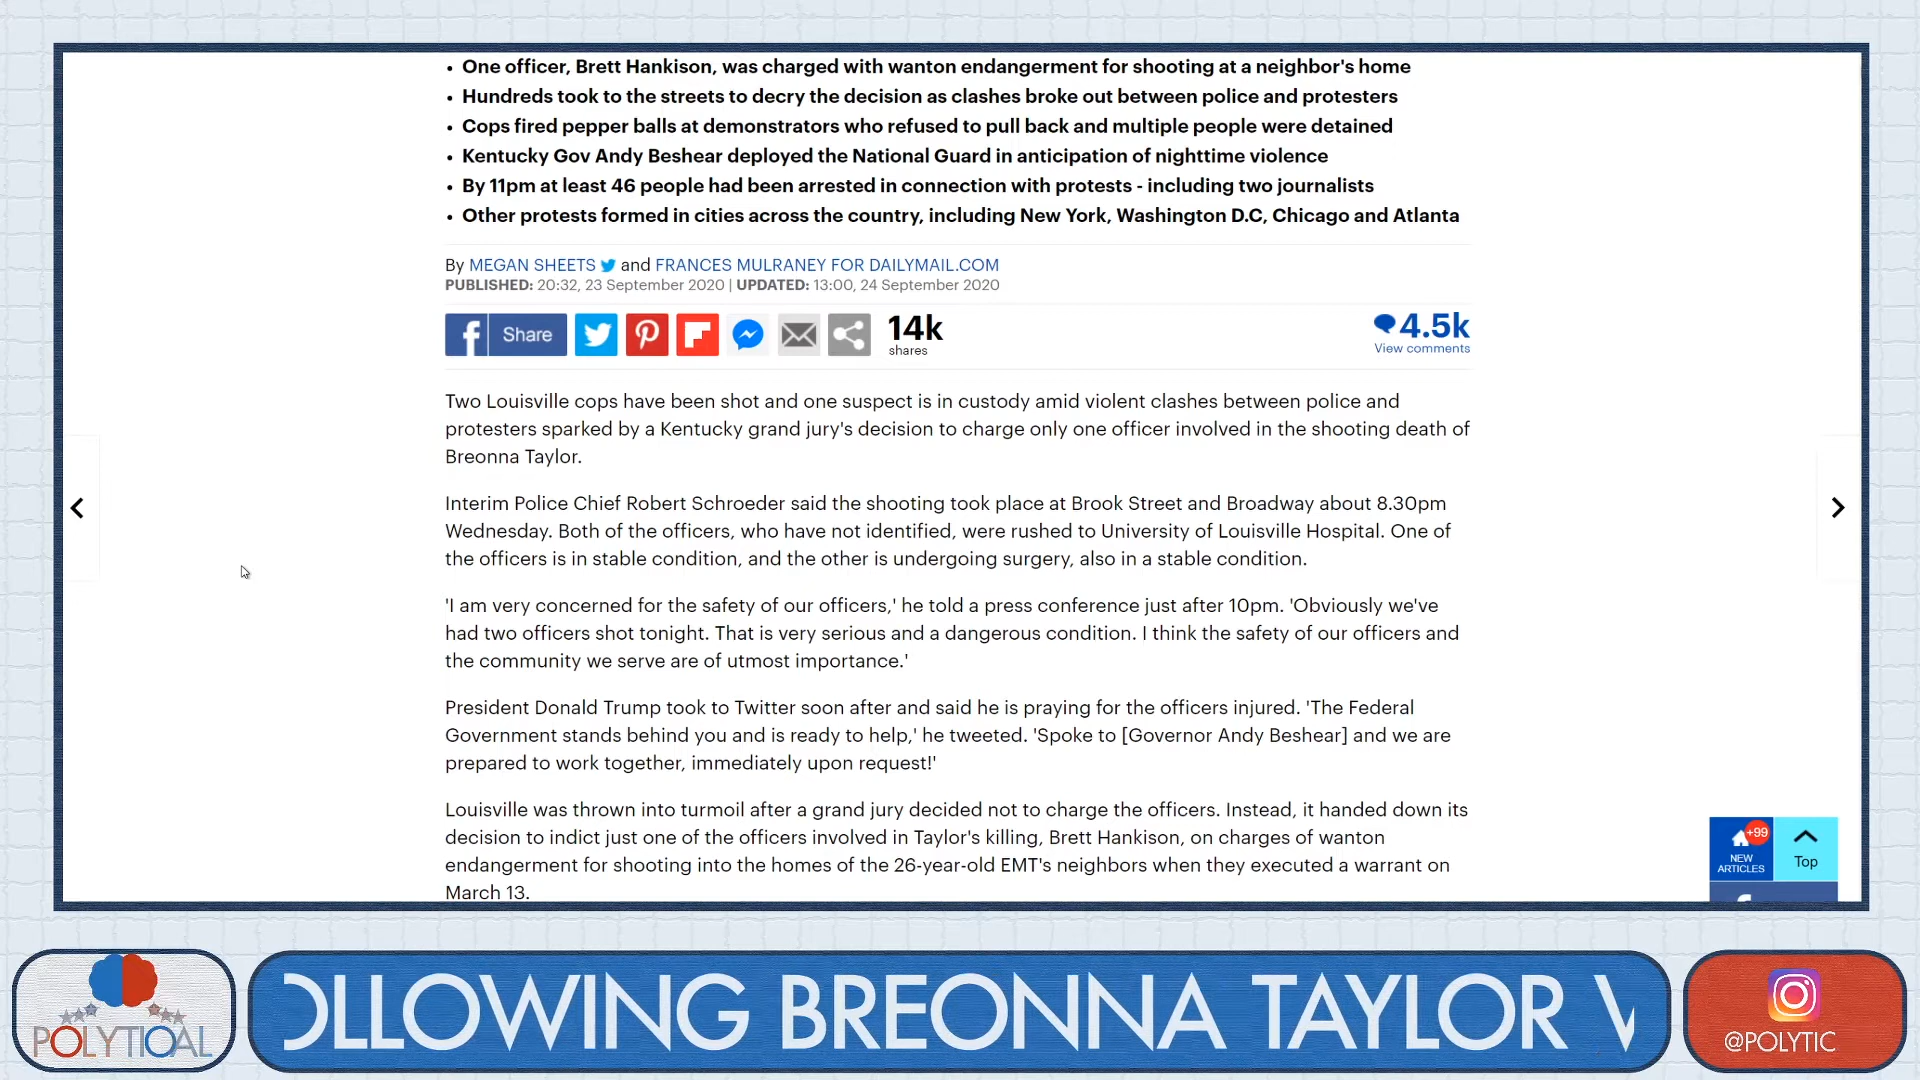 • One officer, Brett Hankison, was charged with wanton endangerment for shooting at a neighbor's home
• Hundreds took to the streets to decry the decision as clashes broke out between police and protesters
• Cops fired pepper balls at demonstrators who refused to pull back and multiple people were detained
• Kentucky Gov Andy Beshear deployed the National Guard in anticipation of nighttime violence
• By 11pm at least 46 people had been arrested in connection with protests - including two journalists
• Other protests formed in cities across the country, including New York, Washington D.C, Chicago and Atlanta
By MEGAN SHEETS and FRANCES MULRANEY FOR DAILYMAIL.COM
PUBLISHED: 20:32, 23 September 2020 | UPDATED: 13:00, 24 September 2020
Share
14k
shares
4.5k
View comments
Two Louisville cops have been shot and one suspect is in custody amid violent clashes between police and
protesters sparked by a Kentucky grand jury's decision to charge only one officer involved in the shooting death of
Breonna Taylor.
Interim Police Chief Robert Schroeder said the shooting took place at Brook Street and Broadway about 8.30pm
Wednesday. Both of the officers, who have not identified, were rushed to University of Louisville Hospital. One of
the officers is in stable condition, and the other is undergoing surgery, also in a stable condition.
'I am very concerned for the safety of our officers,' he told a press conference just after 10pm. 'Obviously we've
had two officers shot tonight. That is very serious and a dangerous condition. I think the safety of our officers and
the community we serve are of utmost importance.'
President Donald Trump took to Twitter soon after and said he is praying for the officers injured. 'The Federal
Government stands behind you and is ready to help,' he tweeted. 'Spoke to [Governor Andy Beshear] and we are
prepared to work together, immediately upon request!'
Louisville was thrown into turmoil after a grand jury decided not to charge the officers. Instead, it handed down its
decision to indict just one of the officers involved in Taylor's killing, Brett Hankison, on charges of wanton
endangerment for shooting into the homes of the 26-year-old EMT's neighbors when they executed a warrant on
March 13.
+99
NEW
ARTICLES
Top
POLYTICAL
OLLOWING BREONNA TAYLOR V
@POLYTIC